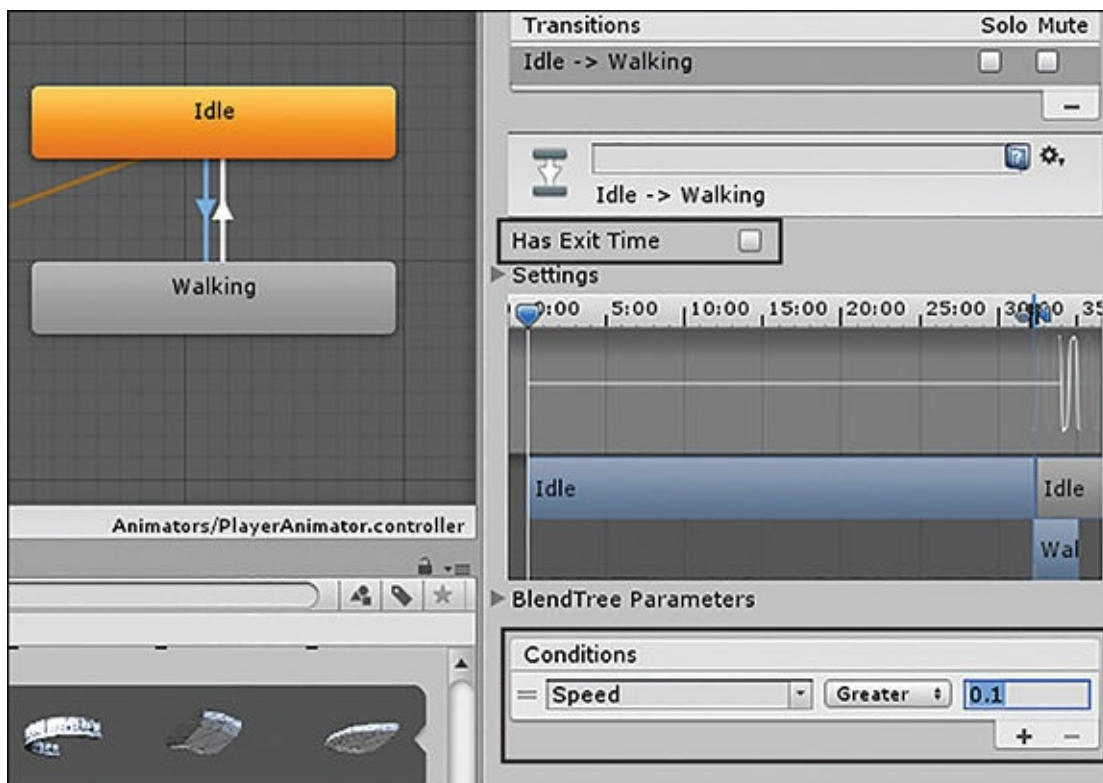 Transitions Solo Mute
Idle -> Walking
Idle
Idle -> Walking
Has Exit Time
Walking
Settings
0:00 5:00 10:00 15:00 20:00 25:00 35
Idle Idle
Animators/PlayerAnimator.controller
Wal
BlendTree Parameters
Conditions
= Speed Greater 0.1
+ −